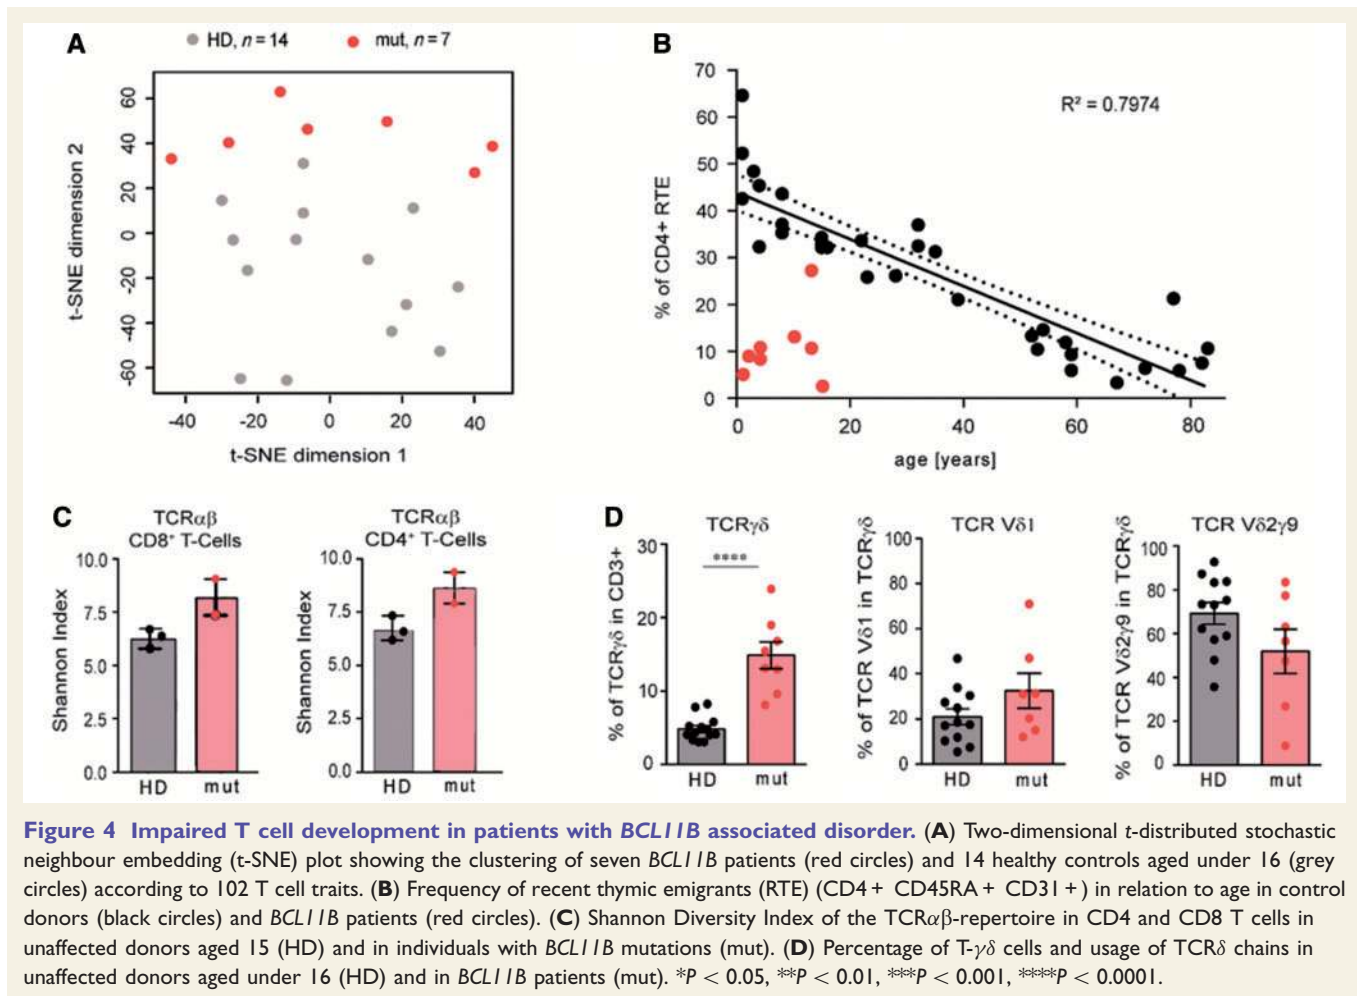 A
HD, n = 14
mut, n = 7
t-SNE dimension 2
60
40
20
0
-20
-40
-60
-40
-20
0
20
40
t-SNE dimension 1
B
R² = 0.7974
% of CD4+ RTE
70
60
50
40
30
20
10
0
0
20
40
60
80
age [years]
C
TCRαβ
CD8⁺ T-Cells
Shannon Index
10.0
7.5
5.0
2.5
0.0
HD
mut
TCRαβ
CD4⁺ T-Cells
Shannon Index
10.0
7.5
5.0
2.5
0.0
HD
mut
D
TCRγδ
****
% of TCRγδ in CD3+
30
20
10
0
HD
mut
TCR Vδ1
% of TCR Vδ1 in TCRγδ
100
80
60
40
20
0
HD
mut
TCR Vδ2γ9
% of TCR Vδ2γ9 in TCRγδ
100
80
60
40
20
0
HD
mut
Figure 4 Impaired T cell development in patients with BCL11B associated disorder. (A) Two-dimensional t-distributed stochastic
neighbour embedding (t-SNE) plot showing the clustering of seven BCL11B patients (red circles) and 14 healthy controls aged under 16 (grey
circles) according to 102 T cell traits. (B) Frequency of recent thymic emigrants (RTE) (CD4+ CD45RA+ CD31+) in relation to age in control
donors (black circles) and BCL11B patients (red circles). (C) Shannon Diversity Index of the TCRαβ-repertoire in CD4 and CD8 T cells in
unaffected donors aged 15 (HD) and in individuals with BCL11B mutations (mut). (D) Percentage of T-γδ cells and usage of TCRδ chains in
unaffected donors aged under 16 (HD) and in BCL11B patients (mut). *P < 0.05, **P < 0.01, ***P < 0.001, ****P < 0.0001.